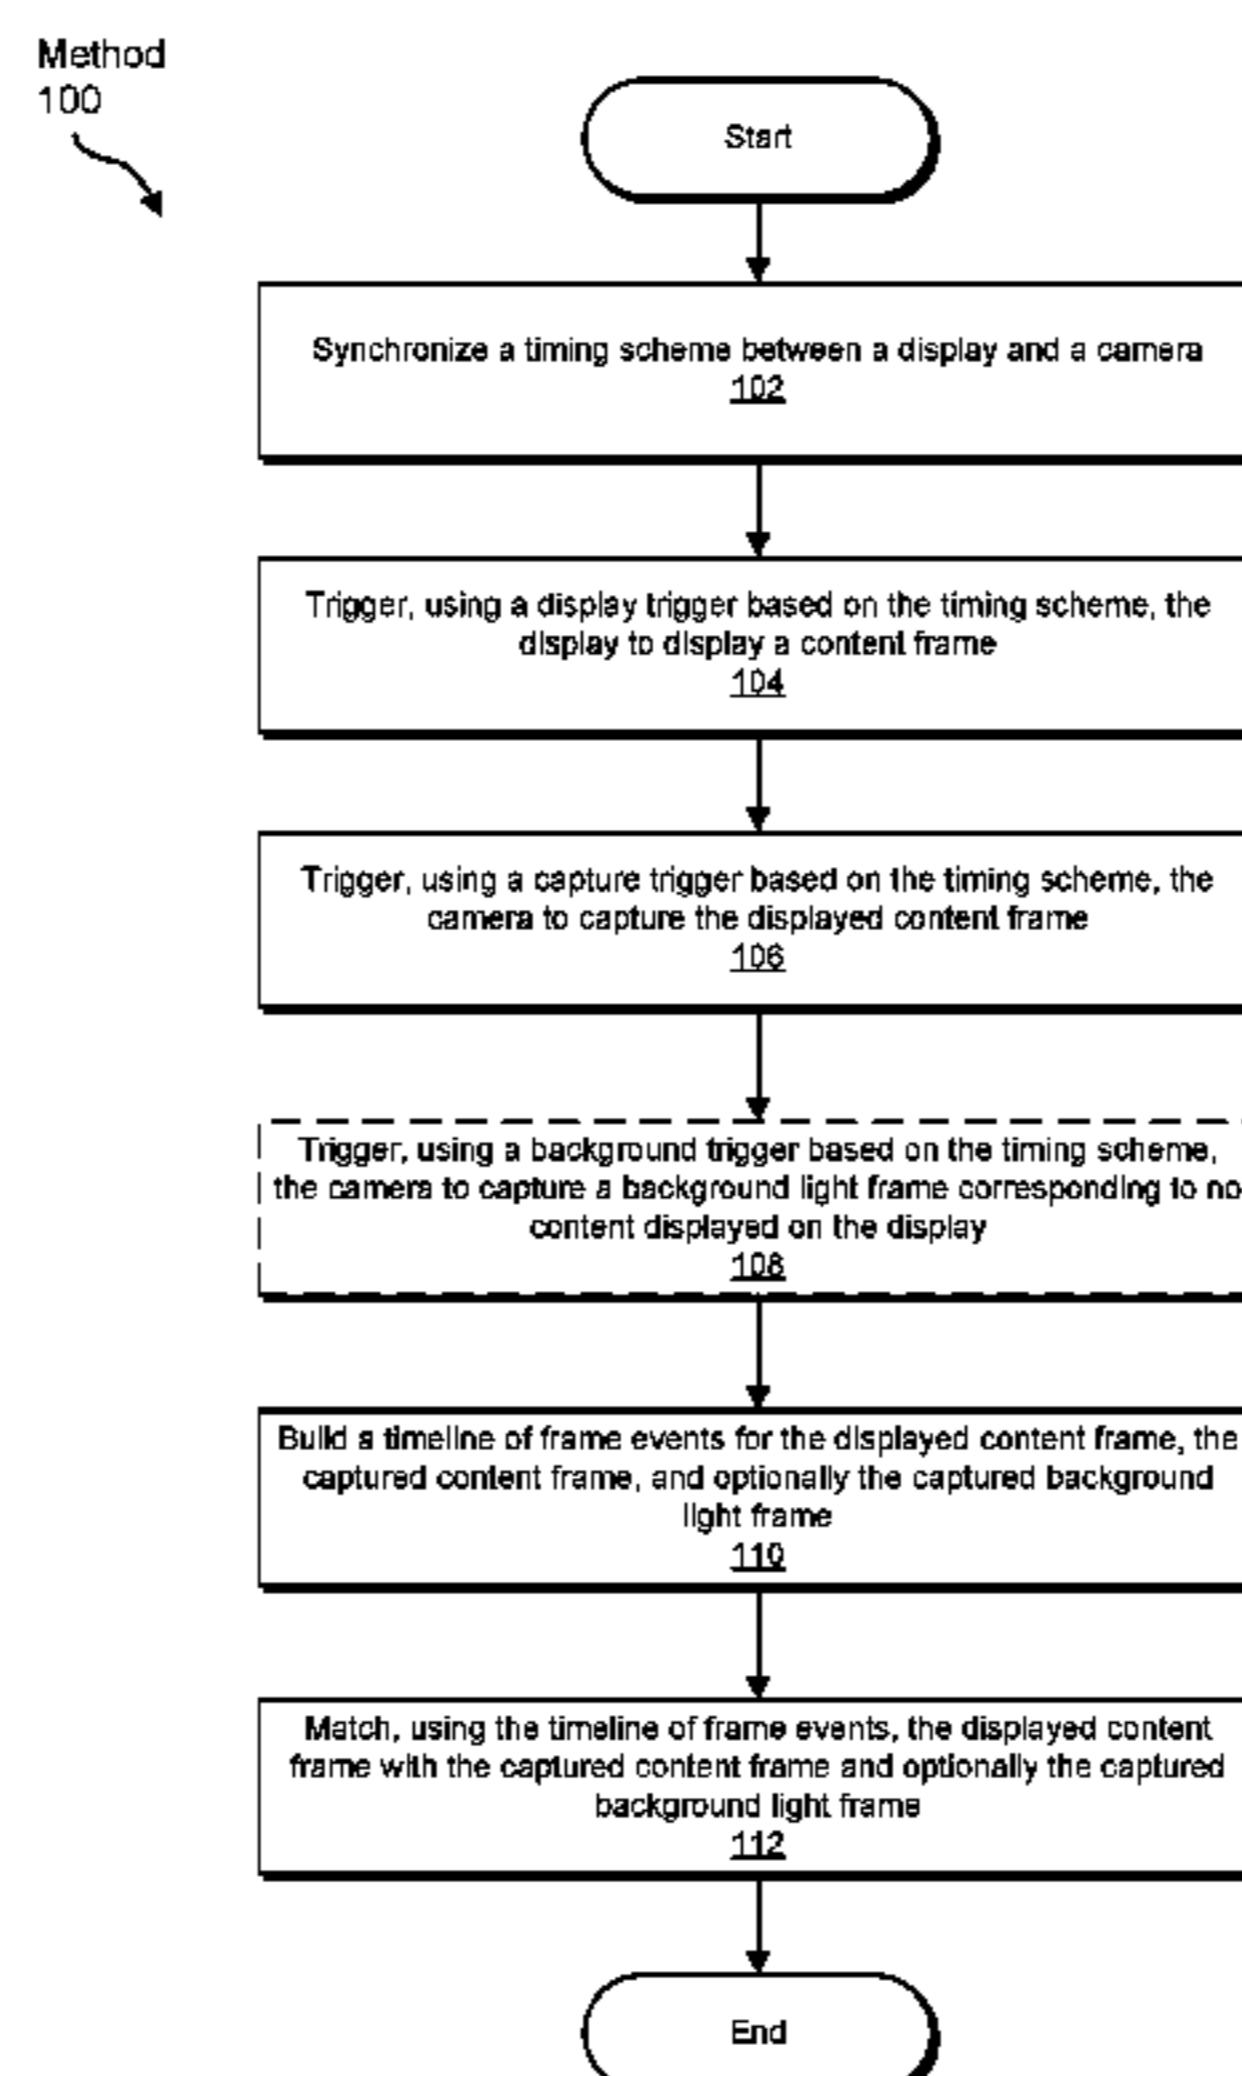 Method
100
Start
Synchronize a timing scheme between a display and a camera
102
Trigger, using a display trigger based on the timing scheme, the
display to display a content frame
104
Trigger, using a capture trigger based on the timing scheme, the
camera to capture the displayed content frame
106
Trigger, using a background trigger based on the timing scheme,
the camera to capture a background light frame corresponding to no
content displayed on the display
108
Build a timeline of frame events for the displayed content frame, the
captured content frame, and optionally the captured background
light frame
110
Match, using the timeline of frame events, the displayed content
frame with the captured content frame and optionally the captured
background light frame
112
End